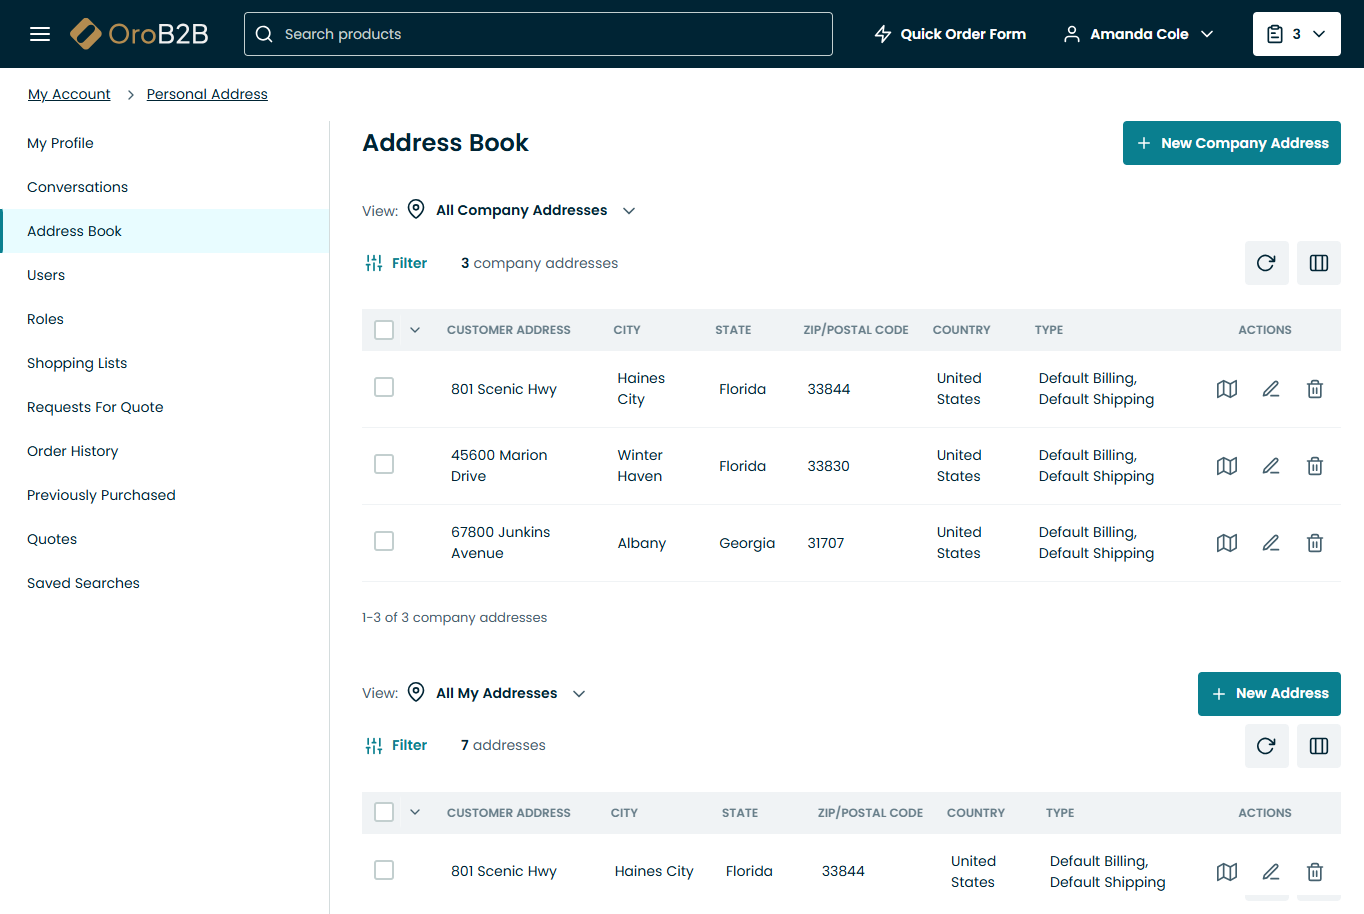 OroB2B
Search products
Quick Order Form
Amanda Cole
3
My Account
Personal Address
My Profile
Conversations
Address Book
Users
Roles
Shopping Lists
Requests For Quote
Order History
Previously Purchased
Quotes
Saved Searches
Address Book
New Company Address
View: All Company Addresses
Filter
3 company addresses
CUSTOMER ADDRESS CITY STATE ZIP/POSTAL CODE COUNTRY TYPE ACTIONS
801 Scenic Hwy
Haines
City
Florida
33844
United
States
Default Billing,
Default Shipping
45600 Marion
Drive
Winter
Haven
Florida
33830
United
States
Default Billing,
Default Shipping
67800 Junkins
Avenue
Albany
Georgia
31707
United
States
Default Billing,
Default Shipping
1-3 of 3 company addresses
View: All My Addresses
New Address
Filter
7 addresses
CUSTOMER ADDRESS CITY STATE ZIP/POSTAL CODE COUNTRY TYPE ACTIONS
801 Scenic Hwy
Haines City
Florida
33844
United
States
Default Billing,
Default Shipping